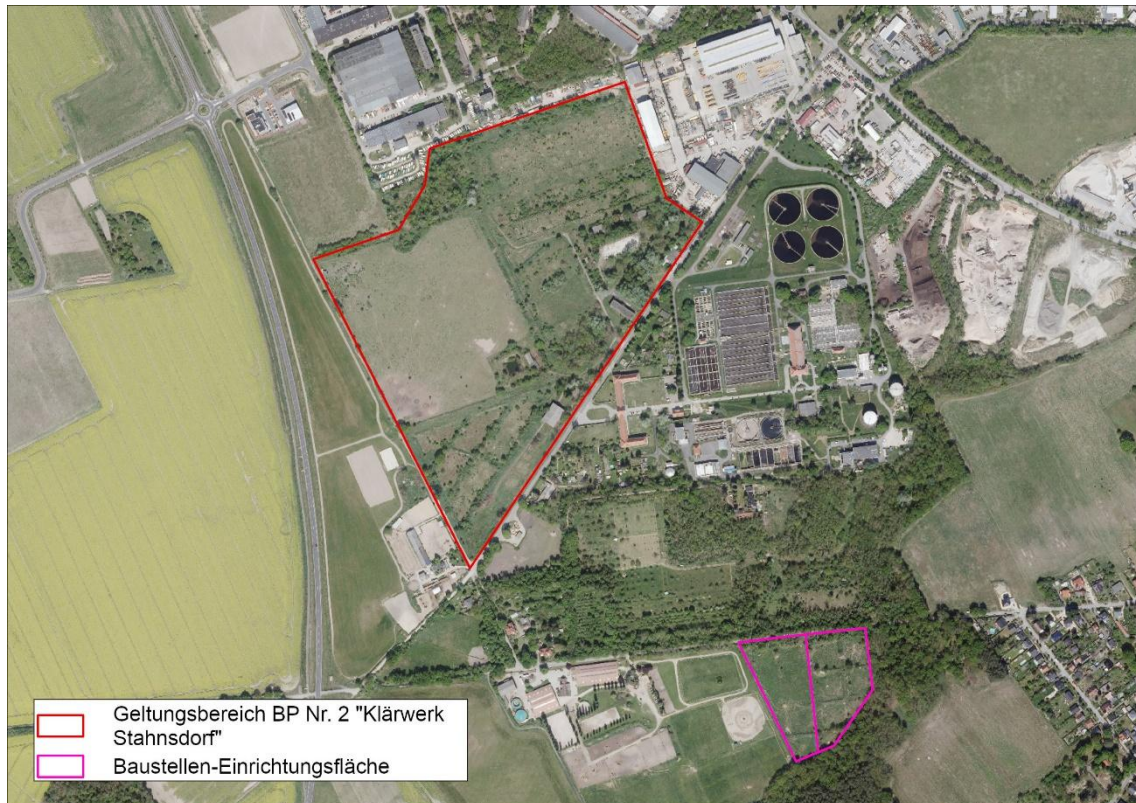 Geltungsbereich BP Nr. 2 "Klärwerk
Stahnsdorf"
Baustellen-Einrichtungsfläche